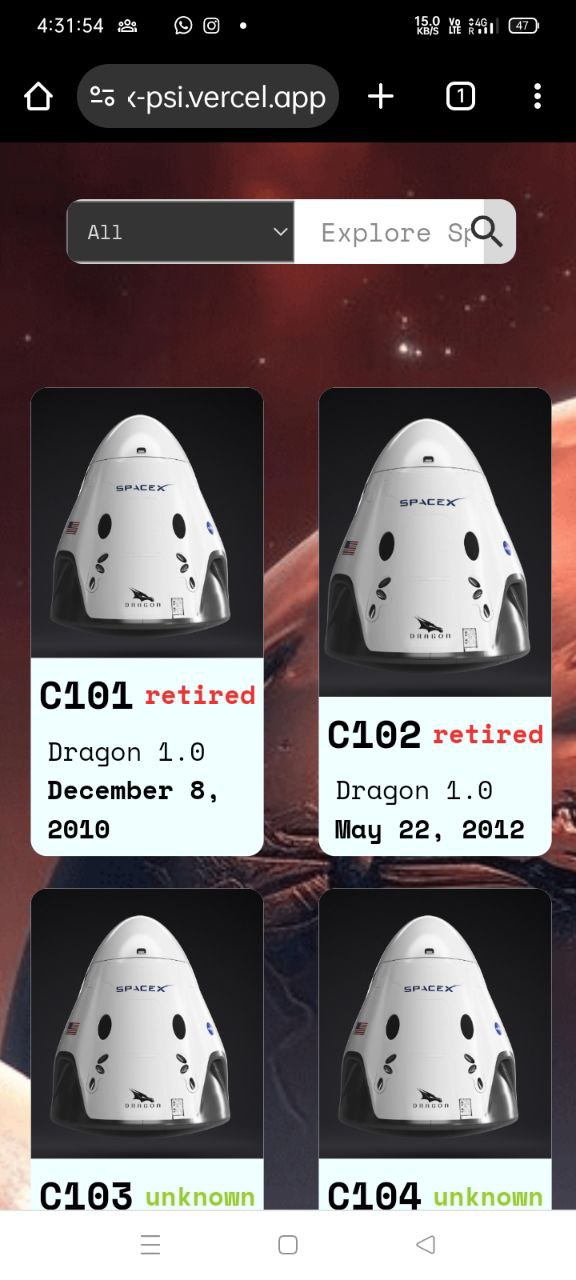 4:31:54
15.0 KB/S Vo LTE 4G R 47
‹-psi.vercel.app
1
All
Explore Sp
SPACEX
SPACEX
DRAGON
DRAGON
C101 retired
C102 retired
Dragon 1.0
December 8,
2010
Dragon 1.0
May 22, 2012
SPACEX
SPACEX
DRAGON
DRAGON
C103 unknown
C104 unknown